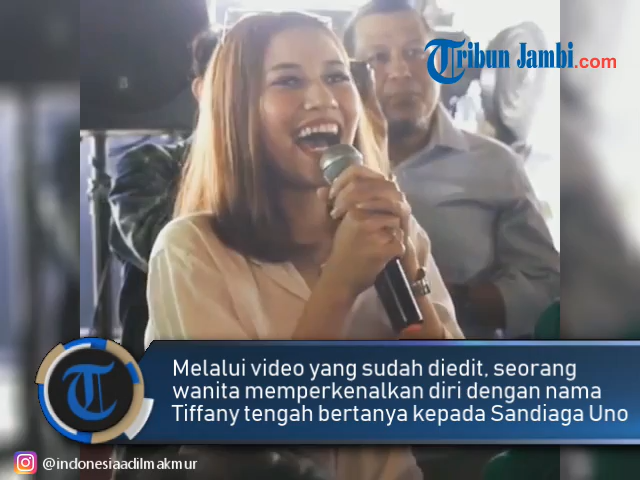 Tribun Jambi.com
Melalui video yang sudah diedit, seorang
wanita memperkenalkan diri dengan nama
Tiffany tengah bertanya kepada Sandiaga Uno
T
@indonesiaadilmakmur